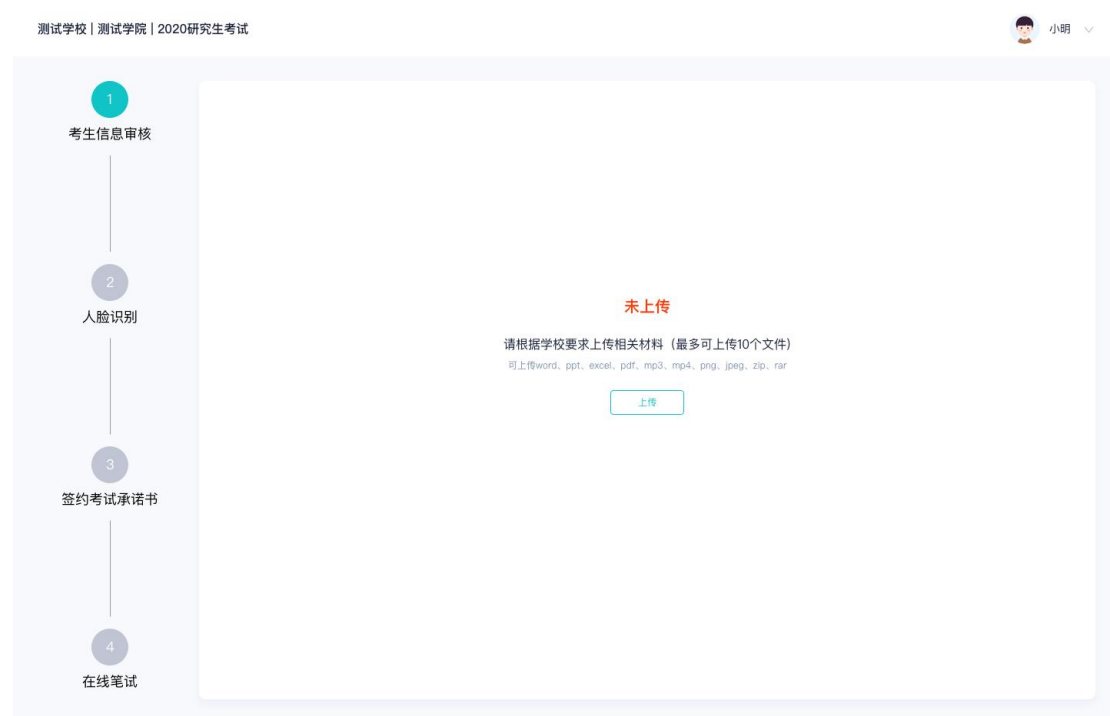 测试学校 | 测试学院 | 2020研究生考试
小明
1
考生信息审核
2
人脸识别
3
签约考试承诺书
4
在线笔试
未上传
请根据学校要求上传相关材料（最多可上传10个文件）
可上传word、ppt、excel、pdf、mp3、mp4、png、jpeg、zip、rar
上传